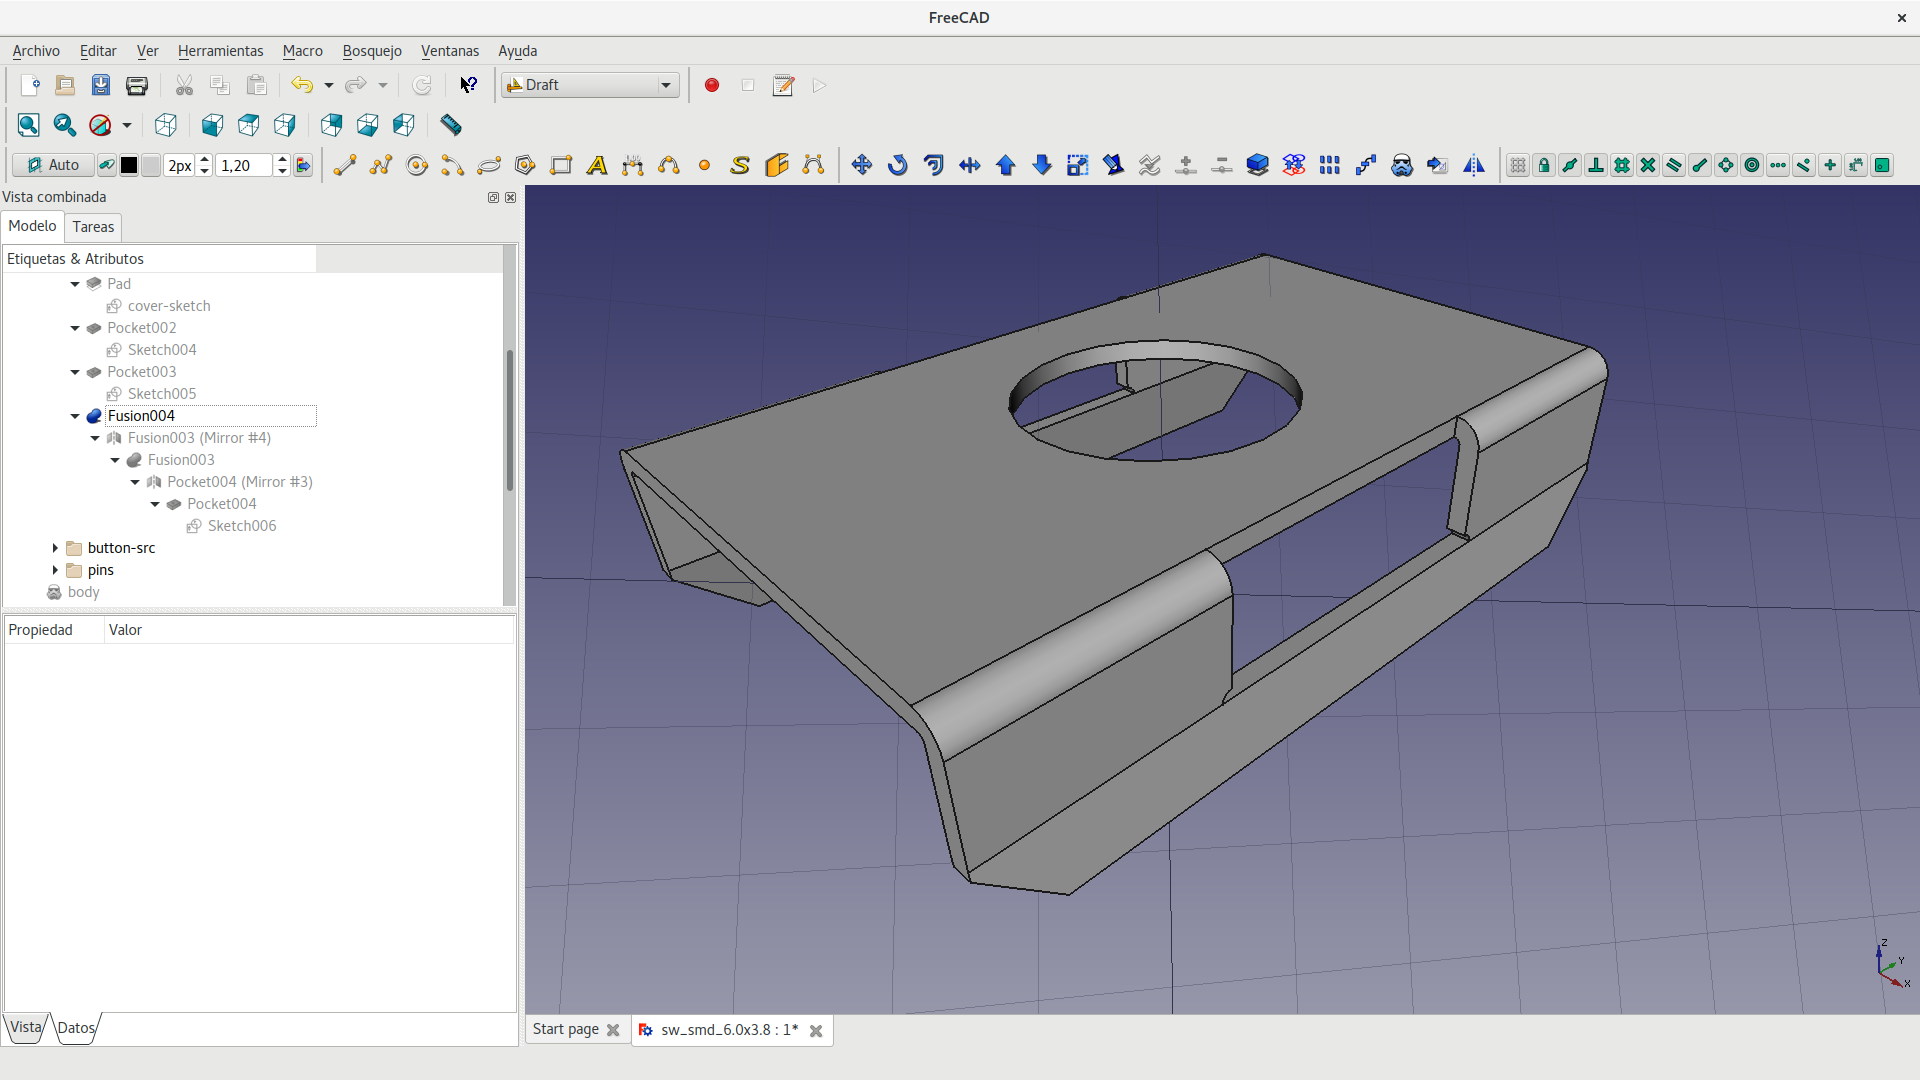 FreeCAD
Archivo Editar Ver Herramientas Macro Bosquejo Ventanas Ayuda
Draft
Auto 2px 1,20
Vista combinada
Modelo Tareas
Etiquetas & Atributos
Pad
cover-sketch
Pocket002
Sketch004
Pocket003
Sketch005
Fusion004
Fusion003 (Mirror #4)
Fusion003
Pocket004 (Mirror #3)
Pocket004
Sketch006
button-src
pins
body
Propiedad Valor
Z
Y
X
Vista Datos
Start page sw_smd_6.0x3.8 : 1*